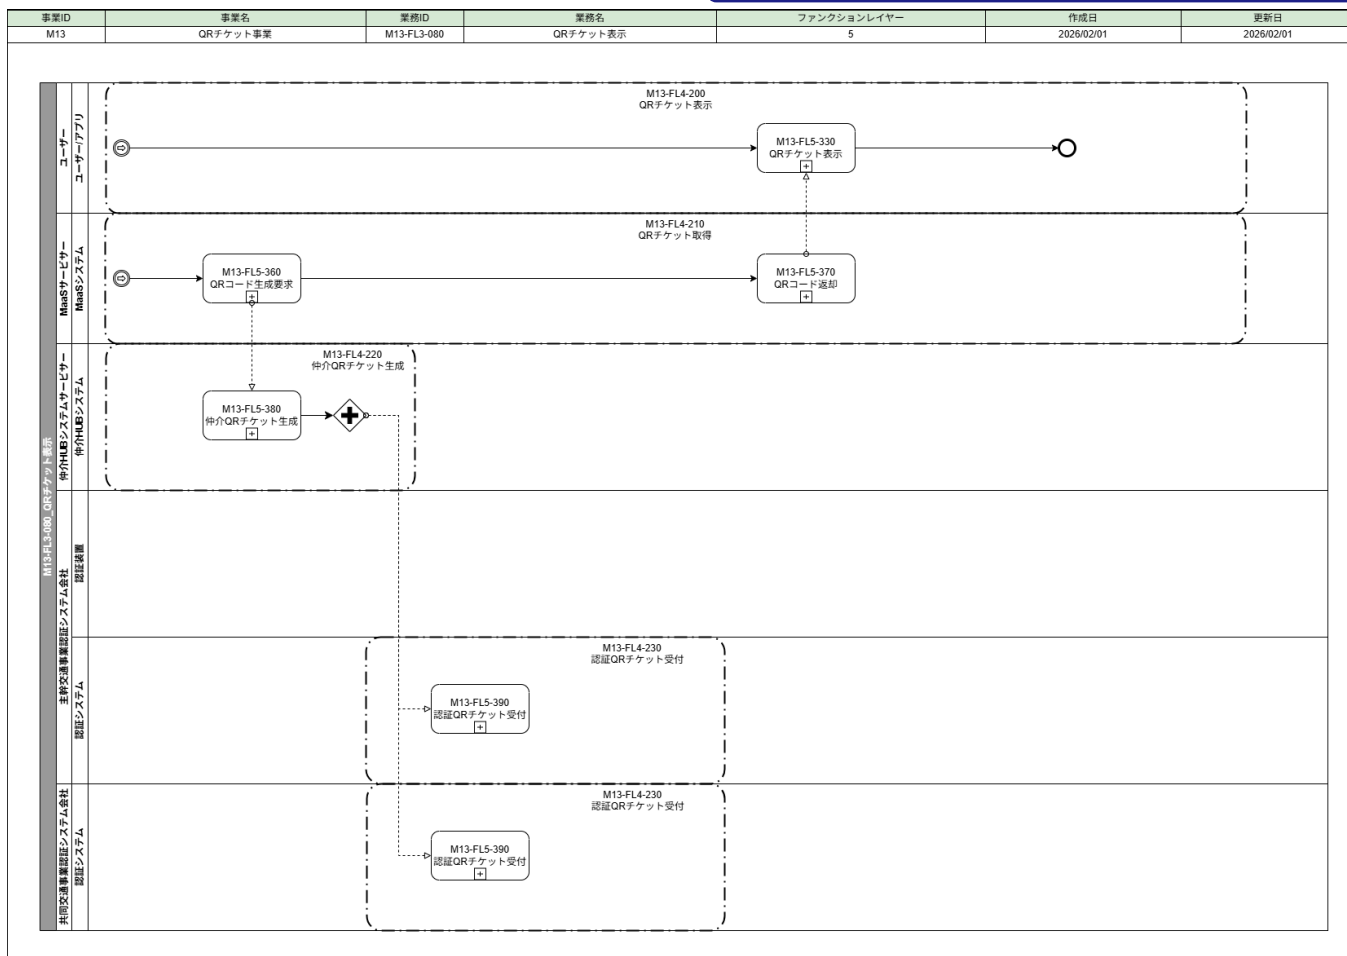 事業ID 事業名 業務ID 業務名 ファンクションレイヤー 作成日 更新日
M13 QRチケット事業 M13-FL3-080 QRチケット表示 5 2026/02/01 2026/02/01
M13-FL3-080_QRチケット表示
ユーザー
ユーザー/アプリ
M13-FL4-200
QRチケット表示
M13-FL5-330
QRチケット表示
MaaSサービサー
MaaSシステム
M13-FL4-210
QRチケット取得
M13-FL5-360
QRコード生成要求
M13-FL5-370
QRコード返却
仲介HUBシステムサービサー
仲介HUBシステム
M13-FL4-220
仲介QRチケット生成
M13-FL5-380
仲介QRチケット生成
主幹交通事業認証システム会社
認証装置
認証システム
M13-FL4-230
認証QRチケット受付
M13-FL5-390
認証QRチケット受付
共同交通事業認証システム会社
認証システム
M13-FL4-230
認証QRチケット受付
M13-FL5-390
認証QRチケット受付